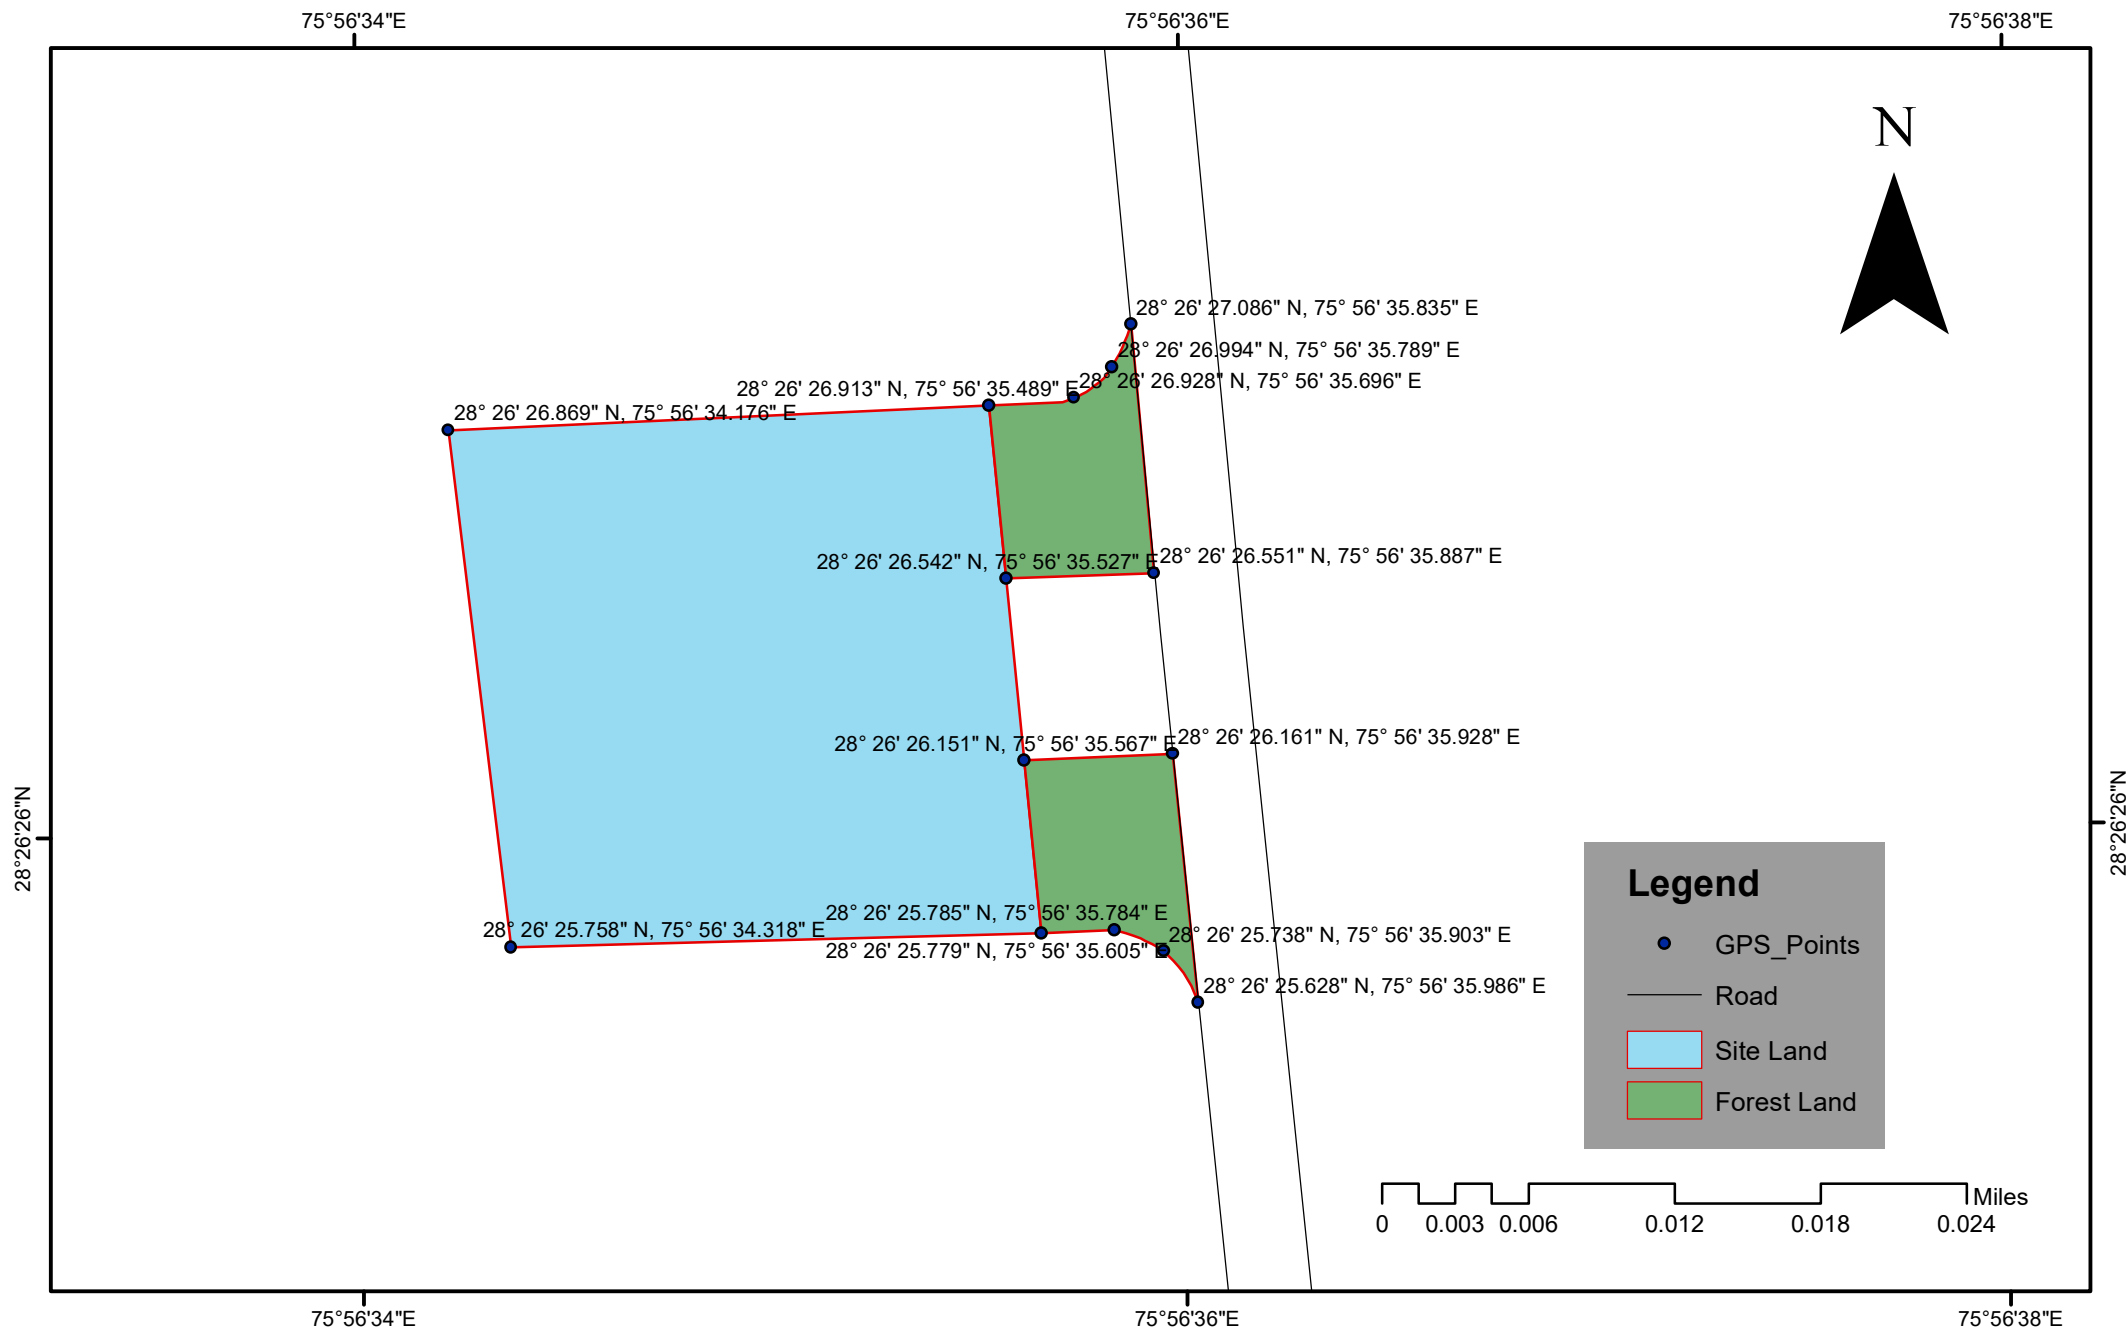 75°56'34"E
75°56'36"E
75°56'38"E
N
28° 26' 27.086" N, 75° 56' 35.835" E
28° 26' 26.994" N, 75° 56' 35.789" E
28° 26' 26.928" N, 75° 56' 35.696" E
28° 26' 26.913" N, 75° 56' 35.489" E
28° 26' 26.869" N, 75° 56' 34.176" E
28° 26' 26.542" N, 75° 56' 35.527" E
28° 26' 26.551" N, 75° 56' 35.887" E
28° 26' 26.151" N, 75° 56' 35.567" E
28° 26' 26.161" N, 75° 56' 35.928" E
28°26'26"N
28°26'26"N
28° 26' 25.785" N, 75° 56' 35.784" E
28° 26' 25.758" N, 75° 56' 34.318" E
28° 26' 25.738" N, 75° 56' 35.903" E
28° 26' 25.779" N, 75° 56' 35.605" E
28° 26' 25.628" N, 75° 56' 35.986" E
Legend
GPS_Points
Road
Site Land
Forest Land
Miles
0 0.003 0.006 0.012 0.018 0.024
75°56'34"E
75°56'36"E
75°56'38"E